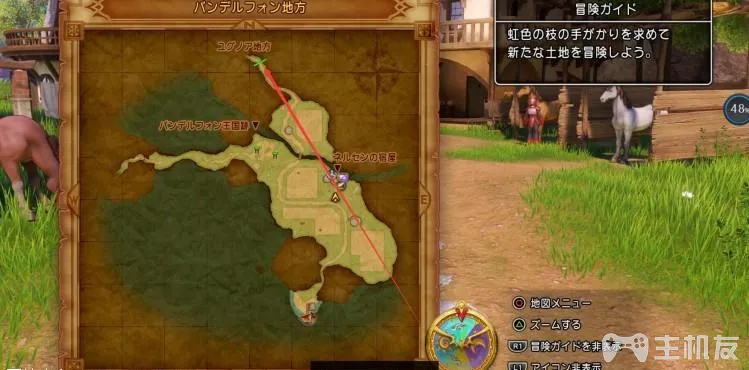 バンデルフォン地方
冒険ガイド
虹色の枝の手がかりを求めて
新たな土地を冒険しよう。
N
ユグノア地方
バンデルフォン王国跡
ネルセンの宿屋
W
E
48%
地図メニュー
ズームする
R1 冒険ガイドを非表示
L1 アイコン非表示
主机友